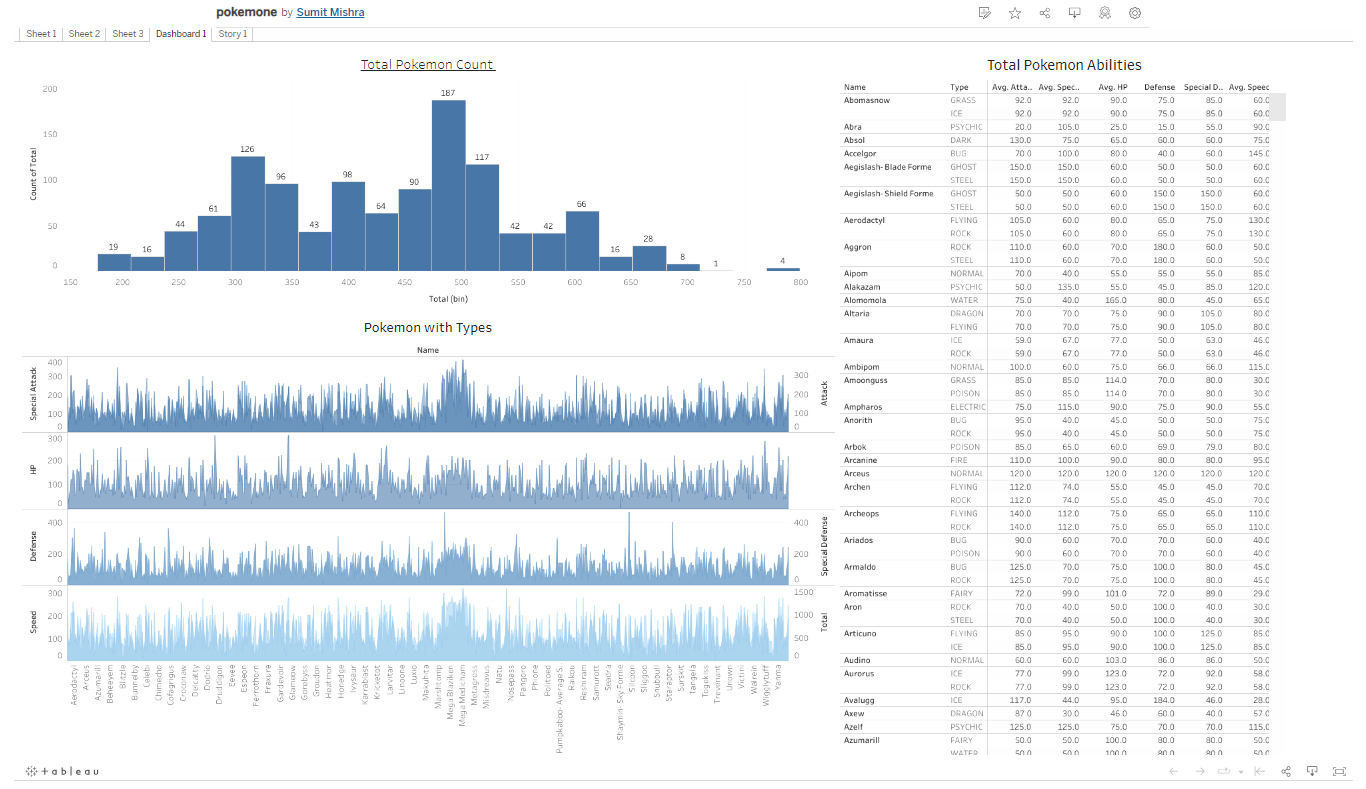 pokemone by Sumit Mishra
Sheet 1 Sheet 2 Sheet 3 Dashboard 1 Story 1
Total Pokemon Count
Count of Total
200
150
100
50
0
19 16 44 61 126 96 43 98 64 90 187 117 42 42 66 16 28 8 1 4
150 200 250 300 350 400 450 500 550 600 650 700 750 800
Total (bin)
Pokemon with Types
Name
Special Attack
400
300
200
100
0
300
200
100
0
Attack
HP
300
200
100
0
Defense
400
200
0
400
200
0
Special Defense
Speed
300
200
100
0
1500
1000
500
0
Total
Aerodactyl
Arceus
Azumarill
Beheeyem
Blitzle
Bunnelby
Celebi
Chimecho
Cofagrigus
Croconaw
Delcatty
Dodrio
Druddigon
Eevee
Espeon
Ferrothorn
Fraxure
Gardevoir
Glameow
Gorebyss
Groudon
Heatmor
Honedge
Ivysaur
Karrablast
Kricketot
Larvitar
Linoone
Luxio
Makuhita
Marshtomp
Mega Blaziken
Mega Medicham
Metagross
Misdreavus
Natu
Nosepass
Pangoro
Phione
Politoed
Pumpkaboo- Average S..
Raikou
Reshiram
Samurott
Seadra
Shaymin- Sky Forme
Silcoon
Sliggoo
Snubbull
Staraptor
Surskit
Tangela
Togekiss
Trevenant
Unown
Victini
Walrein
Wigglytuff
Yanma
Total Pokemon Abilities
Name Type Avg. Atta.. Avg. Spec.. Avg. HP Defense Special D.. Avg. Speed
Abomasnow GRASS 92.0 92.0 90.0 75.0 85.0 60.0
ICE 92.0 92.0 90.0 75.0 85.0 60.0
Abra PSYCHIC 20.0 105.0 25.0 15.0 55.0 90.0
Absol DARK 130.0 75.0 65.0 60.0 60.0 75.0
Accelgor BUG 70.0 100.0 80.0 40.0 60.0 145.0
Aegislash- Blade Forme GHOST 150.0 150.0 60.0 50.0 50.0 60.0
STEEL 150.0 150.0 60.0 50.0 50.0 60.0
Aegislash- Shield Forme GHOST 50.0 50.0 60.0 150.0 150.0 60.0
STEEL 50.0 50.0 60.0 150.0 150.0 60.0
Aerodactyl FLYING 105.0 60.0 80.0 65.0 75.0 130.0
ROCK 105.0 60.0 80.0 65.0 75.0 130.0
Aggron ROCK 110.0 60.0 70.0 180.0 60.0 50.0
STEEL 110.0 60.0 70.0 180.0 60.0 50.0
Aipom NORMAL 70.0 40.0 55.0 55.0 55.0 85.0
Alakazam PSYCHIC 50.0 135.0 55.0 45.0 85.0 120.0
Alomomola WATER 75.0 40.0 165.0 80.0 45.0 65.0
Altaria DRAGON 70.0 70.0 75.0 90.0 105.0 80.0
FLYING 70.0 70.0 75.0 90.0 105.0 80.0
Amaura ICE 59.0 67.0 77.0 50.0 63.0 46.0
ROCK 59.0 67.0 77.0 50.0 63.0 46.0
Ambipom NORMAL 100.0 60.0 75.0 66.0 66.0 115.0
Amoonguss GRASS 85.0 85.0 114.0 70.0 80.0 30.0
POISON 85.0 85.0 114.0 70.0 80.0 30.0
Ampharos ELECTRIC 75.0 115.0 90.0 75.0 90.0 55.0
Anorith BUG 95.0 40.0 45.0 50.0 50.0 75.0
ROCK 95.0 40.0 45.0 50.0 50.0 75.0
Arbok POISON 85.0 65.0 60.0 69.0 79.0 80.0
Arcanine FIRE 110.0 100.0 90.0 80.0 80.0 95.0
Arceus NORMAL 120.0 120.0 120.0 120.0 120.0 120.0
Archen FLYING 112.0 74.0 55.0 45.0 45.0 70.0
ROCK 112.0 74.0 55.0 45.0 45.0 70.0
Archeops FLYING 140.0 112.0 75.0 65.0 65.0 110.0
ROCK 140.0 112.0 75.0 65.0 65.0 110.0
Ariados BUG 90.0 60.0 70.0 70.0 60.0 40.0
POISON 90.0 60.0 70.0 70.0 60.0 40.0
Armaldo BUG 125.0 70.0 75.0 100.0 80.0 45.0
ROCK 125.0 70.0 75.0 100.0 80.0 45.0
Aromatisse FAIRY 72.0 99.0 101.0 72.0 89.0 29.0
Aron ROCK 70.0 40.0 50.0 100.0 40.0 30.0
STEEL 70.0 40.0 50.0 100.0 40.0 30.0
Articuno FLYING 85.0 95.0 90.0 100.0 125.0 85.0
ICE 85.0 95.0 90.0 100.0 125.0 85.0
Audino NORMAL 60.0 60.0 103.0 86.0 86.0 50.0
Aurorus ICE 77.0 99.0 123.0 72.0 92.0 58.0
ROCK 77.0 99.0 123.0 72.0 92.0 58.0
Avalugg ICE 117.0 44.0 95.0 184.0 46.0 28.0
Axew DRAGON 87.0 30.0 46.0 60.0 40.0 57.0
Azelf PSYCHIC 125.0 125.0 75.0 70.0 70.0 115.0
Azumarill FAIRY 50.0 50.0 100.0 80.0 80.0 50.0
WATER 50.0 50.0 100.0 80.0 80.0 50.0
+ a b l e a u